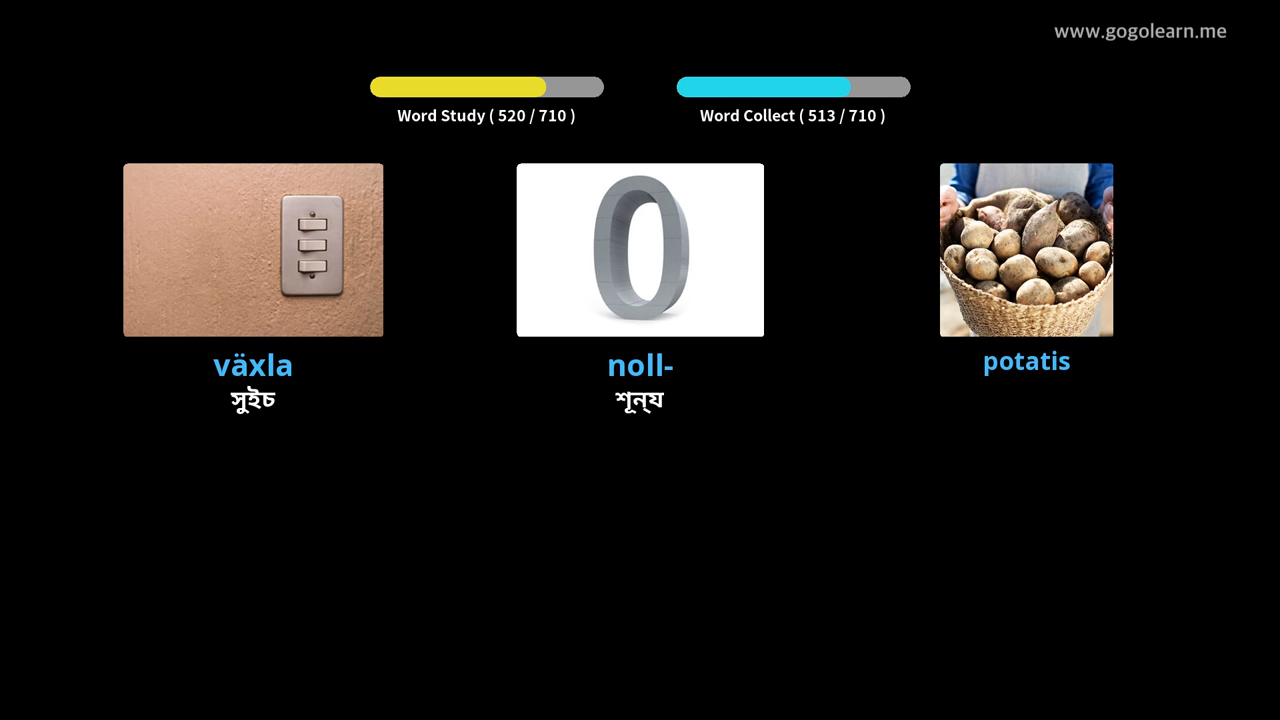 www.gogolearn.me
Word Study ( 520 / 710 )
Word Collect ( 513 / 710 )
växla
সুইচ
noll-
শূন্য
potatis